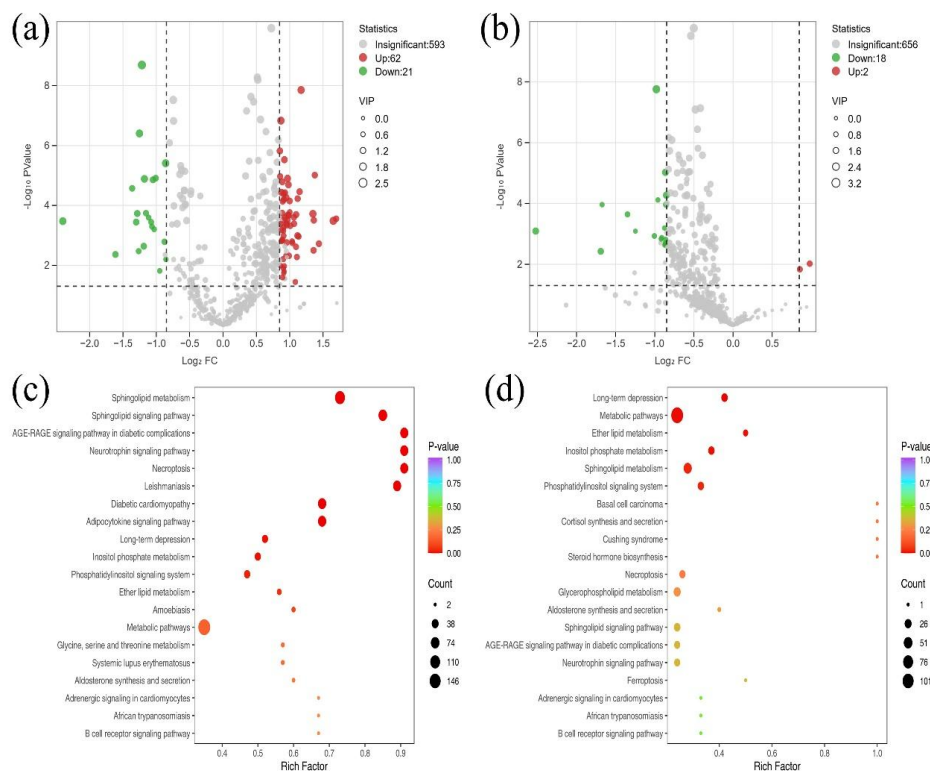 (a)
Statistics
Insignificant:593
Up:62
Down:21
VIP
0.0
0.6
1.2
1.8
2.5
-Log₁₀ PValue
8
6
4
2
−2.0
−1.5
−1.0
−0.5
0.0
0.5
1.0
1.5
Log₂ FC
(b)
Statistics
Insignificant:656
Down:18
Up:2
VIP
0.0
0.8
1.6
2.4
3.2
-Log₁₀ PValue
8
6
4
2
−2.5
−2.0
−1.5
−1.0
−0.5
0.0
0.5
Log₂ FC
(c)
Sphingolipid metabolism
Sphingolipid signaling pathway
AGE-RAGE signaling pathway in diabetic complications
Neurotrophin signaling pathway
Necroptosis
Leishmaniasis
Diabetic cardiomyopathy
Adipocytokine signaling pathway
Long-term depression
Inositol phosphate metabolism
Phosphatidylinositol signaling system
Ether lipid metabolism
Amoebiasis
Metabolic pathways
Glycine, serine and threonine metabolism
Systemic lupus erythematosus
Aldosterone synthesis and secretion
Adrenergic signaling in cardiomyocytes
African trypanosomiasis
B cell receptor signaling pathway
0.4
0.5
0.6
0.7
0.8
0.9
Rich Factor
P-value
1.00
0.75
0.50
0.25
0.00
Count
2
38
74
110
146
(d)
Long-term depression
Metabolic pathways
Ether lipid metabolism
Inositol phosphate metabolism
Sphingolipid metabolism
Phosphatidylinositol signaling system
Basal cell carcinoma
Cortisol synthesis and secretion
Cushing syndrome
Steroid hormone biosynthesis
Necroptosis
Glycerophospholipid metabolism
Aldosterone synthesis and secretion
Sphingolipid signaling pathway
AGE-RAGE signaling pathway in diabetic complications
Neurotrophin signaling pathway
Ferroptosis
Adrenergic signaling in cardiomyocytes
African trypanosomiasis
B cell receptor signaling pathway
0.4
0.6
0.8
1.0
Rich Factor
P-value
1.00
0.75
0.50
0.25
0.00
Count
1
26
51
76
101